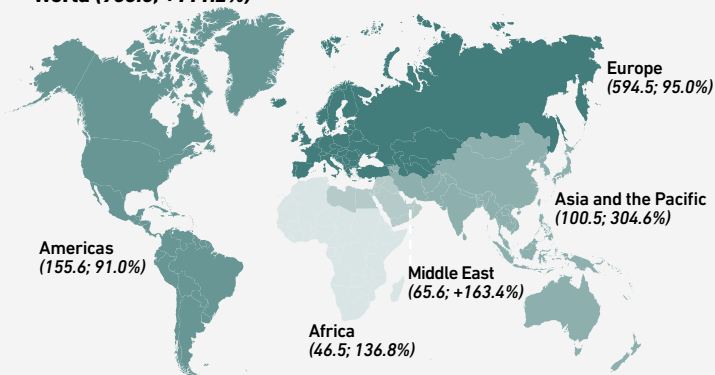 World
Europe
(594.5; 95.0%)
Asia and the Pacific
(100.5; 304.6%)
Americas
(155.6; 91.0%)
Middle East
(65.6; +163.4%)
Africa
(46.5; 136.8%)